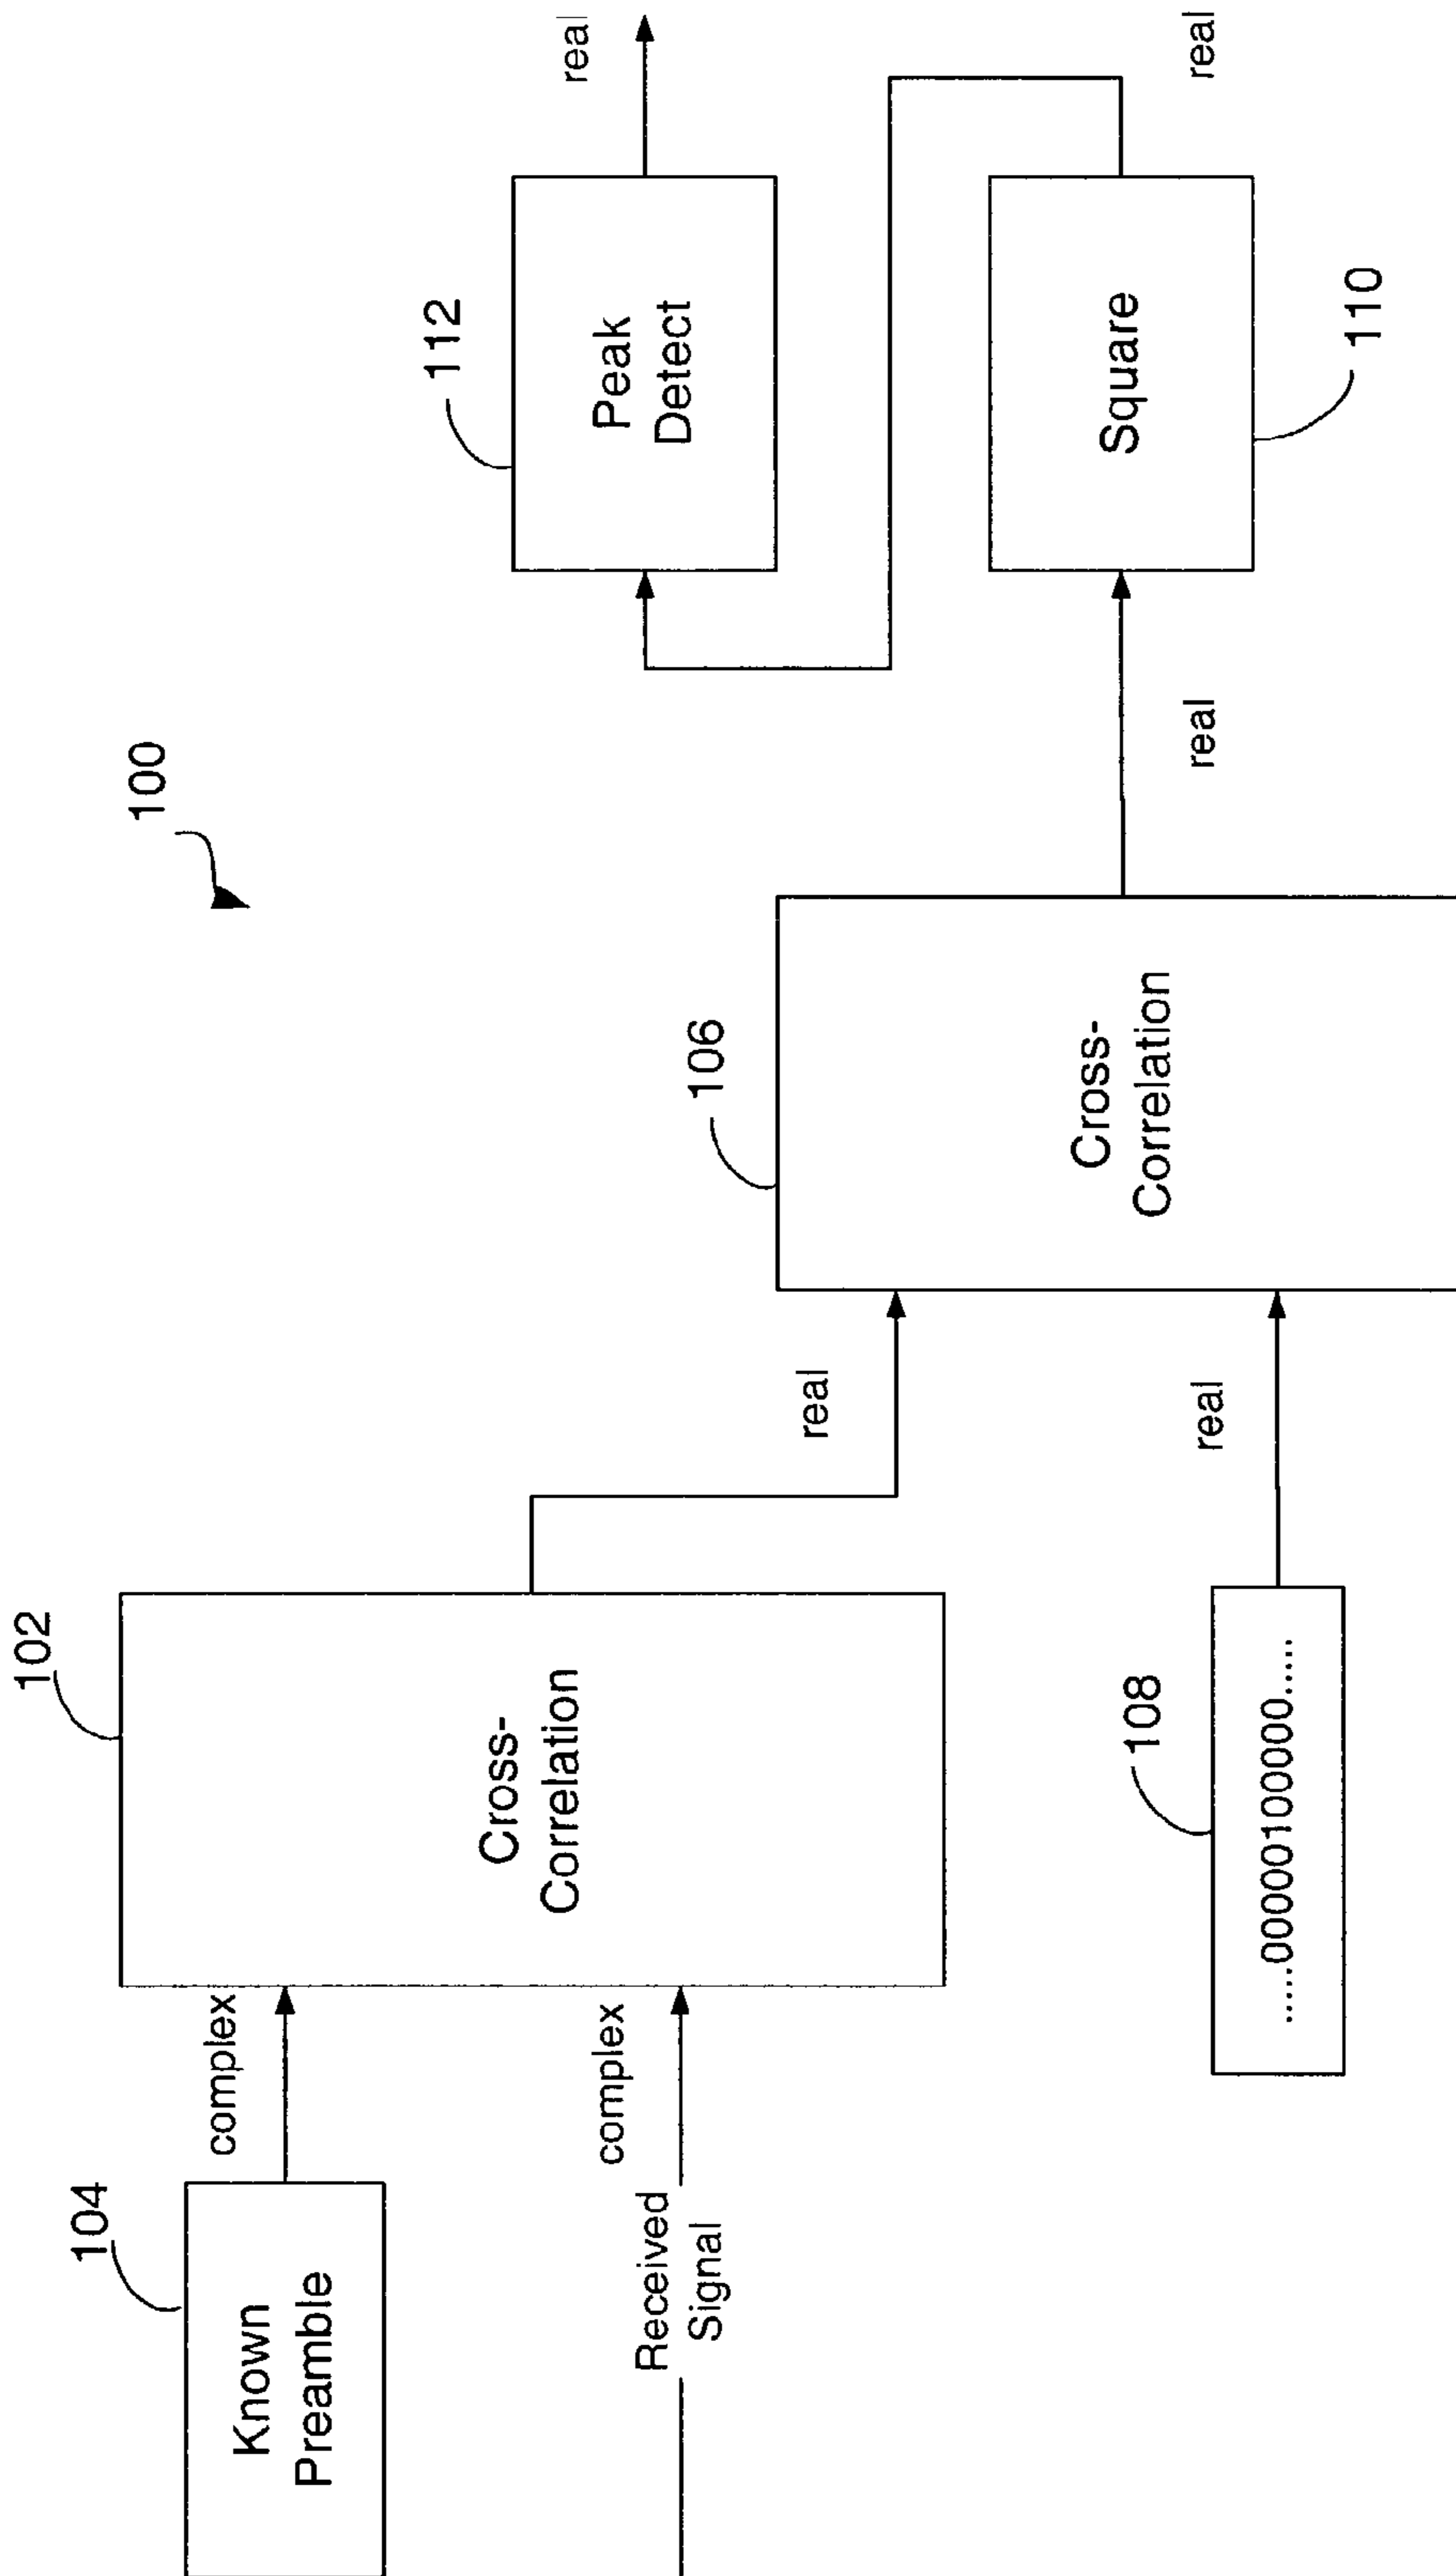 100
102
104
Known
Preamble
complex
Received
Signal
complex
Cross-
Correlation
real
106
Cross-
Correlation
108
.....00000100000.....
real
real
112
Peak
Detect
real
Square
110
real